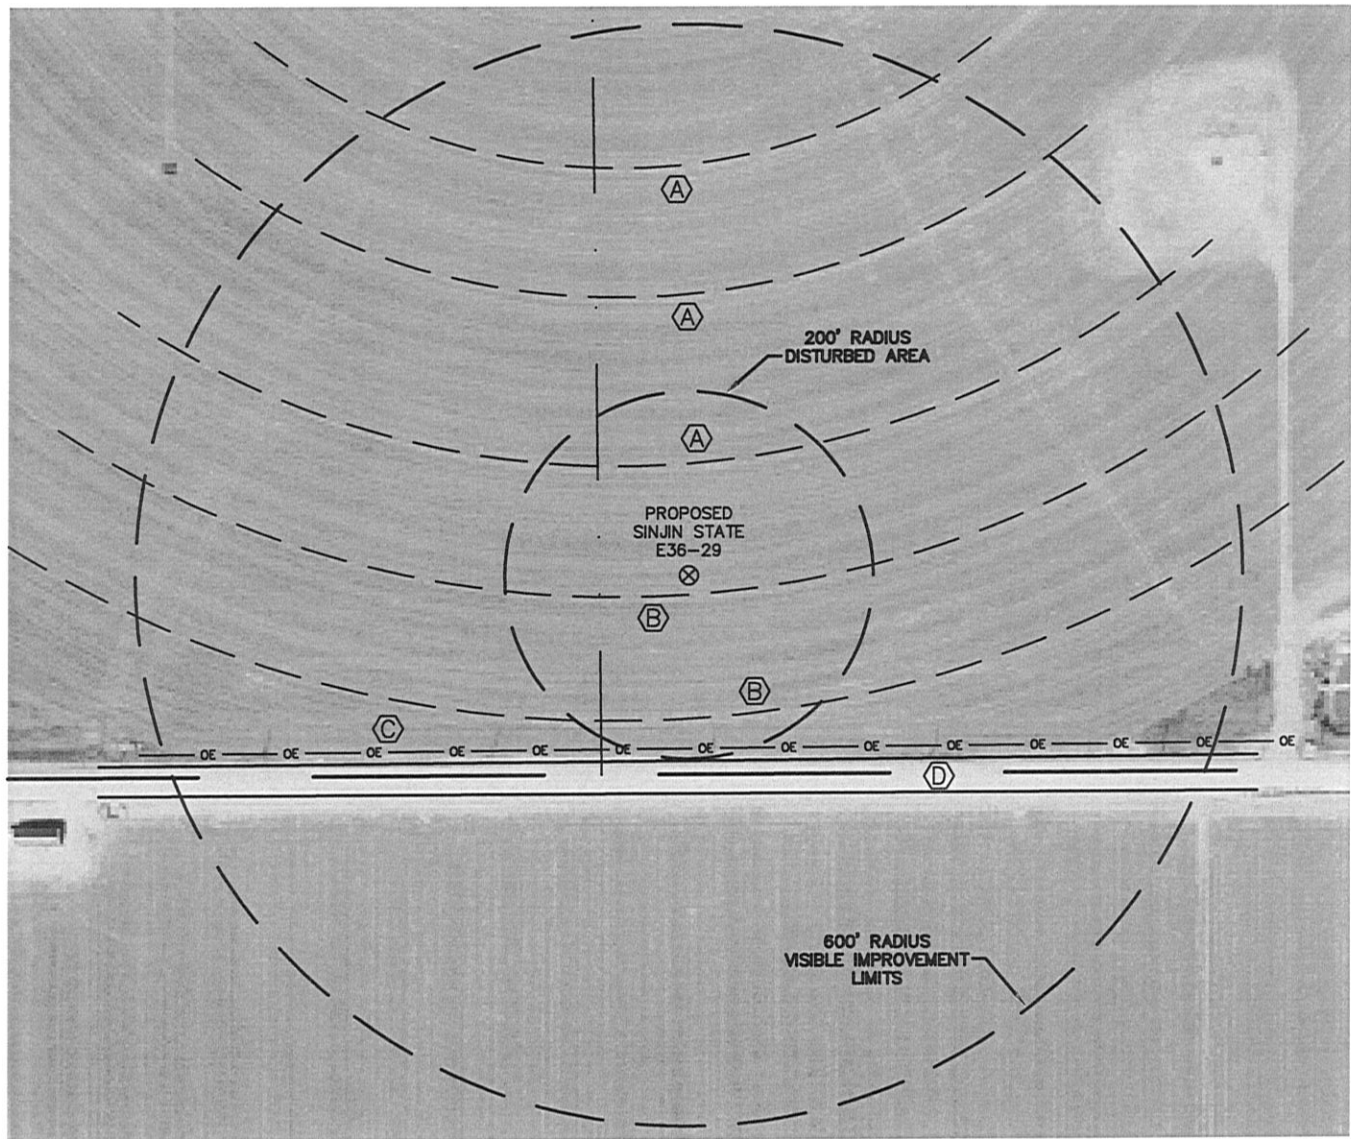 A
A
200' RADIUS
DISTURBED AREA
A
PROPOSED
SINJIN STATE
E36-29
B
B
C
OE OE OE OE OE OE OE OE OE OE OE OE OE OE
D
600' RADIUS
VISIBLE IMPROVEMENT
LIMITS